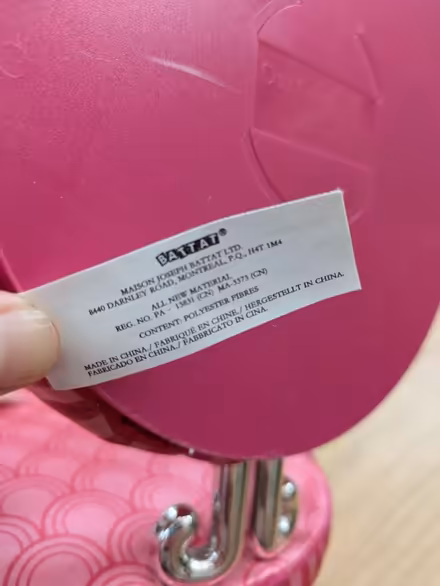 BATTAT®
MAISON JOSEPH BATTAT LTD.
8440 DARNLEY ROAD, MONTREAL, P.Q., H4T 1M4
ALL NEW MATERIAL
REG. NO. PA - 13831 (CN) MA-3373 (CN)
CONTENT: POLYESTER FIBRES
MADE IN CHINA./ FABRIQUÉ EN CHINE./ HERGESTELLT IN CHINA.
FABRICADO EN CHINA./ FABBRICATO IN CINA.